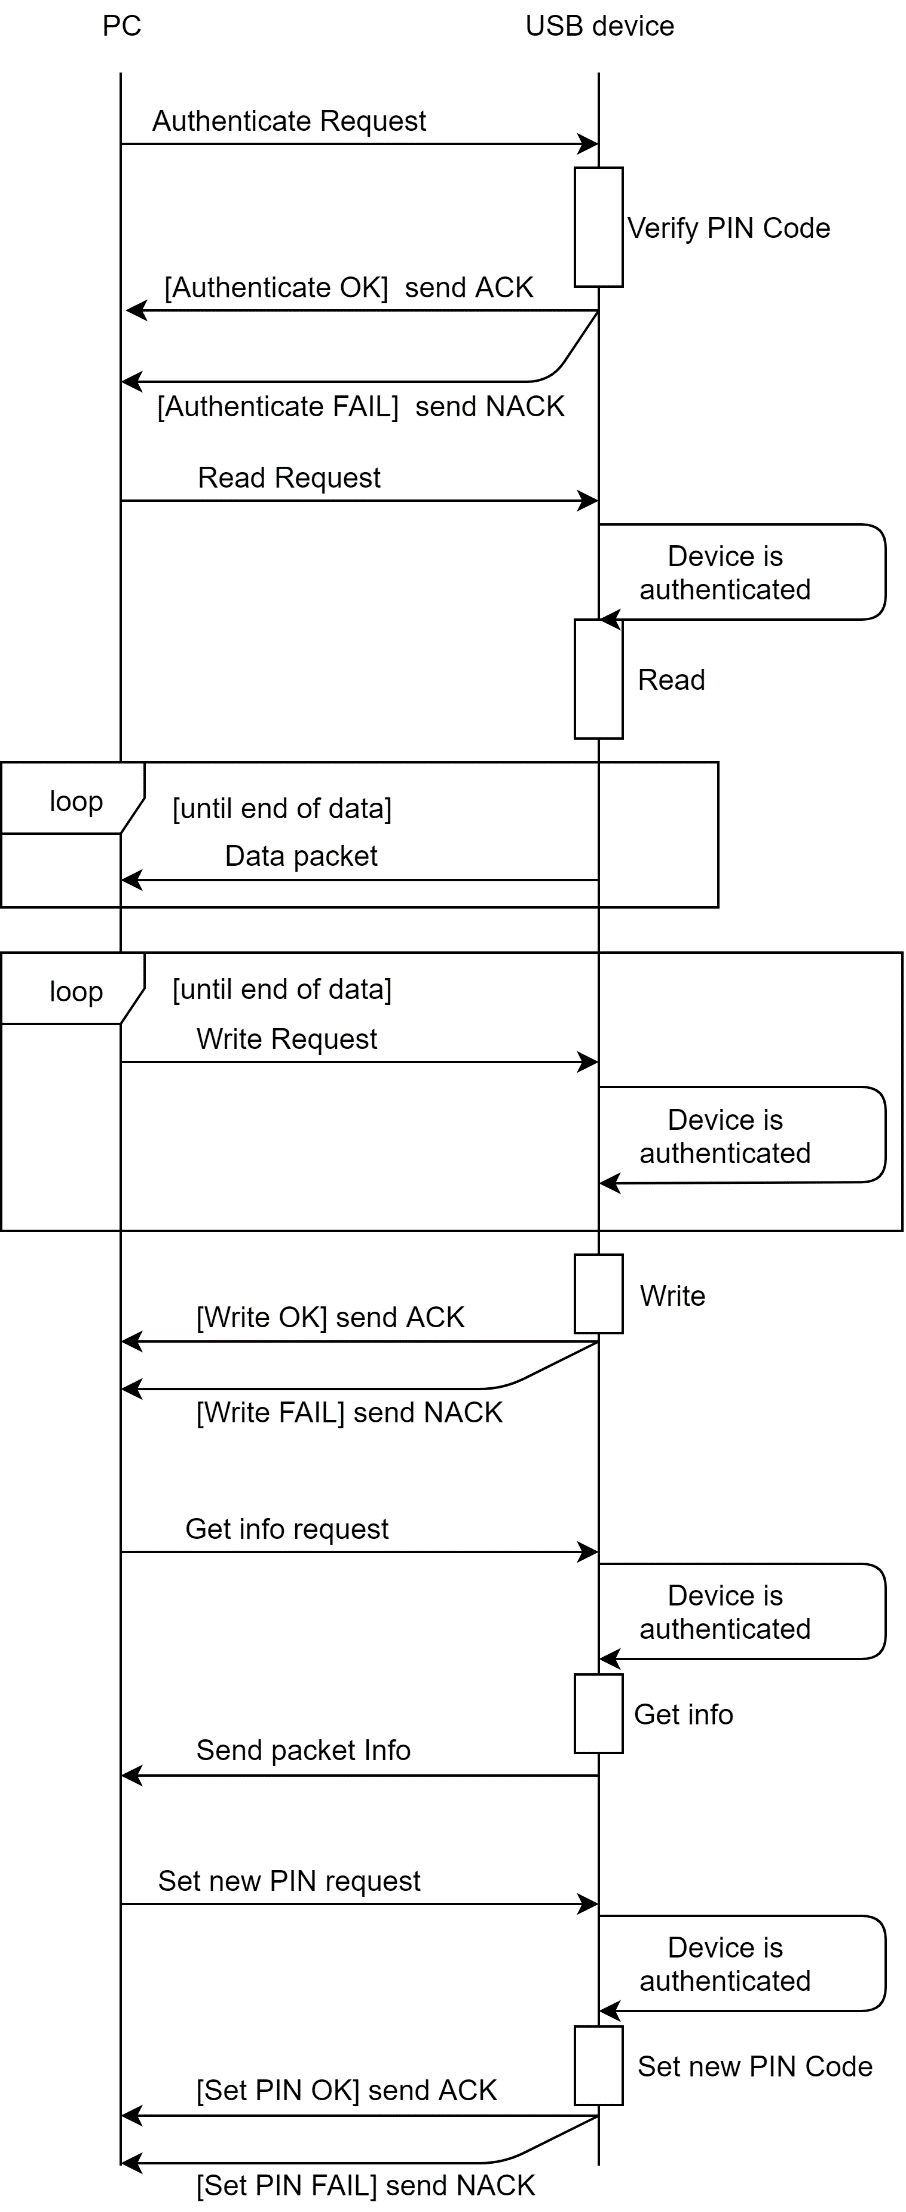 PC
USB device
Authenticate Request
Verify PIN Code
[Authenticate OK]  send ACK
[Authenticate FAIL]  send NACK
Read Request
Device is
authenticated
Read
loop
[until end of data]
Data packet
loop
[until end of data]
Write Request
Device is
authenticated
Write
[Write OK] send ACK
[Write FAIL] send NACK
Get info request
Device is
authenticated
Get info
Send packet Info
Set new PIN request
Device is
authenticated
Set new PIN Code
[Set PIN OK] send ACK
[Set PIN FAIL] send NACK